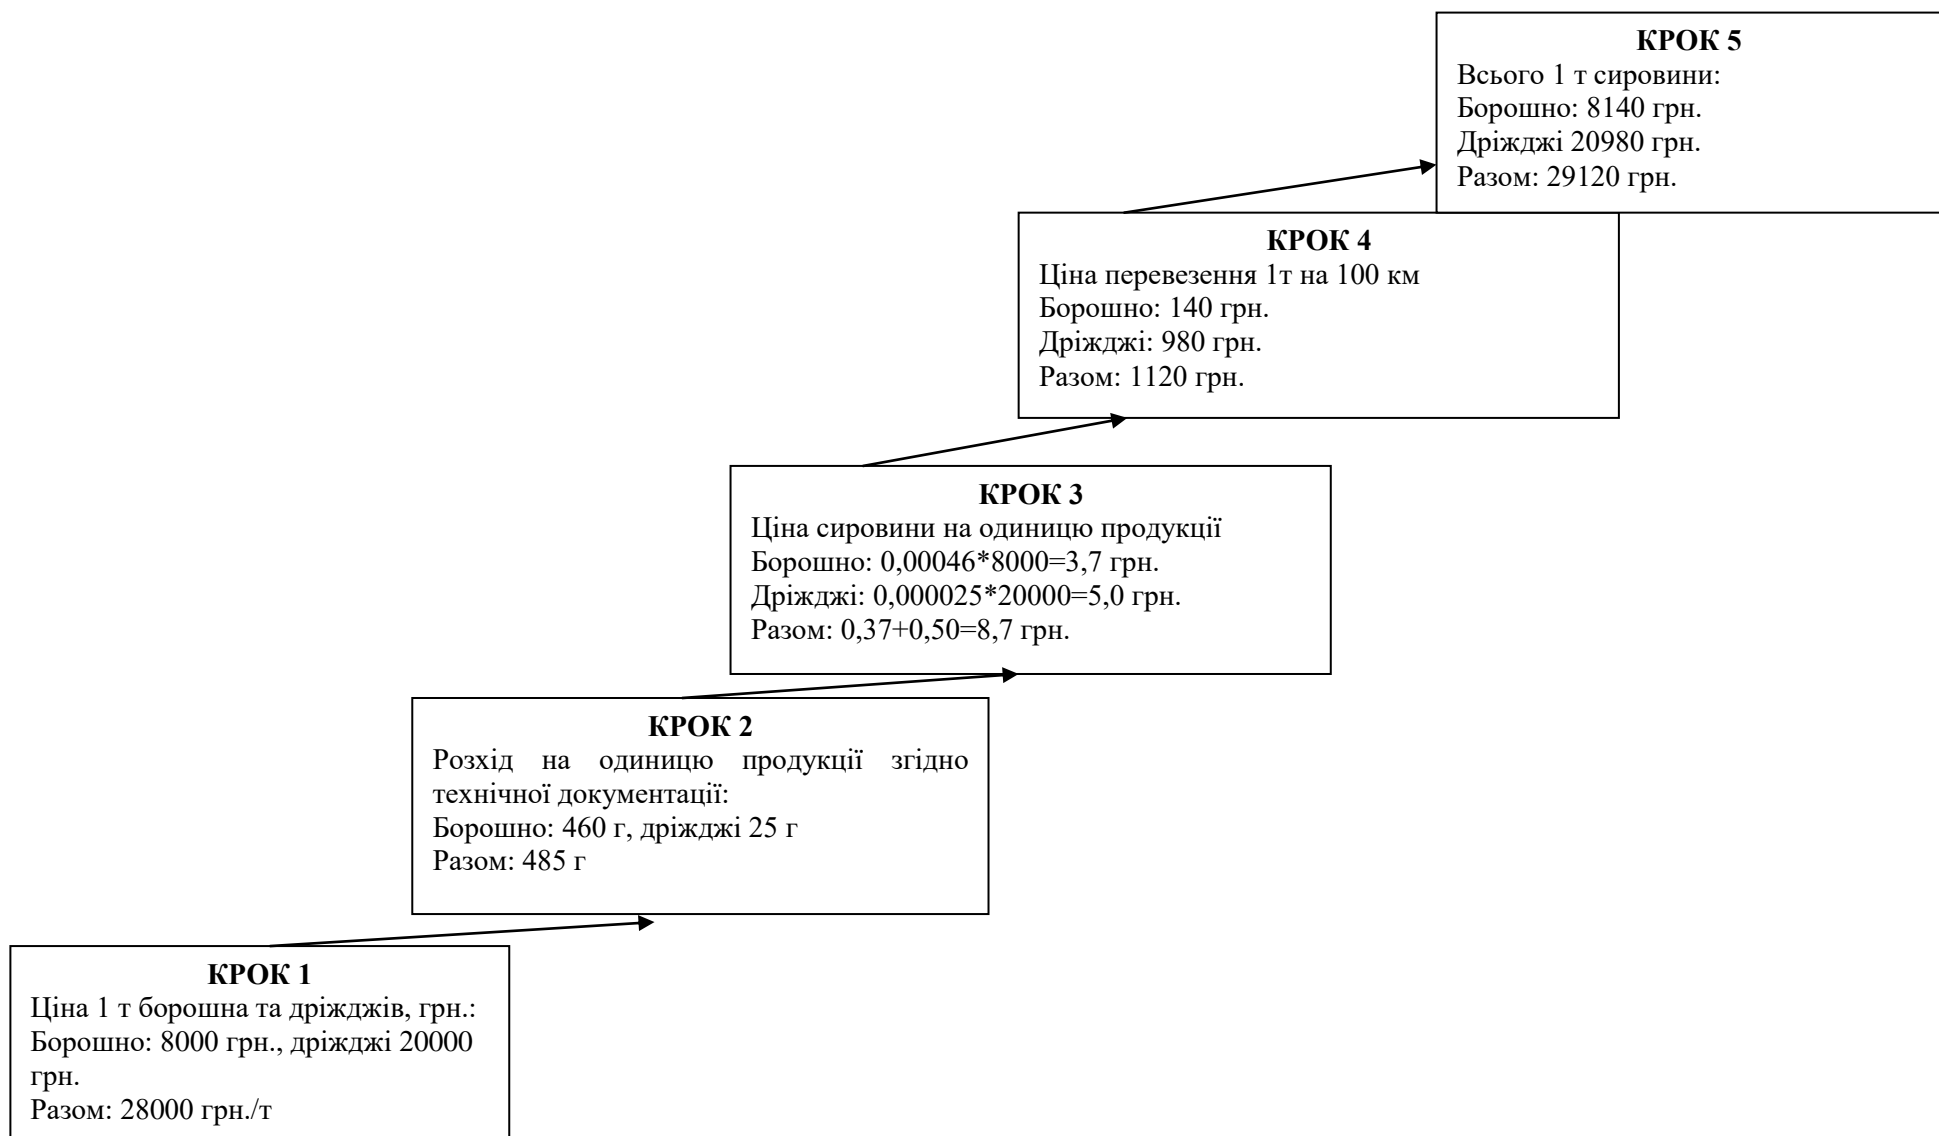 КРОК 5
Всього 1 т сировини:
Борошно: 8140 грн.
Дріжджі 20980 грн.
Разом: 29120 грн.
КРОК 4
Ціна перевезення 1т на 100 км
Борошно: 140 грн.
Дріжджі: 980 грн.
Разом: 1120 грн.
КРОК 3
Ціна сировини на одиницю продукції
Борошно: 0,00046*8000=3,7 грн.
Дріжджі: 0,000025*20000=5,0 грн.
Разом: 0,37+0,50=8,7 грн.
КРОК 2
Розхід на одиницю продукції згідно
технічної документації:
Борошно: 460 г, дріжджі 25 г
Разом: 485 г
КРОК 1
Ціна 1 т борошна та дріжджів, грн.:
Борошно: 8000 грн., дріжджі 20000
грн.
Разом: 28000 грн./т